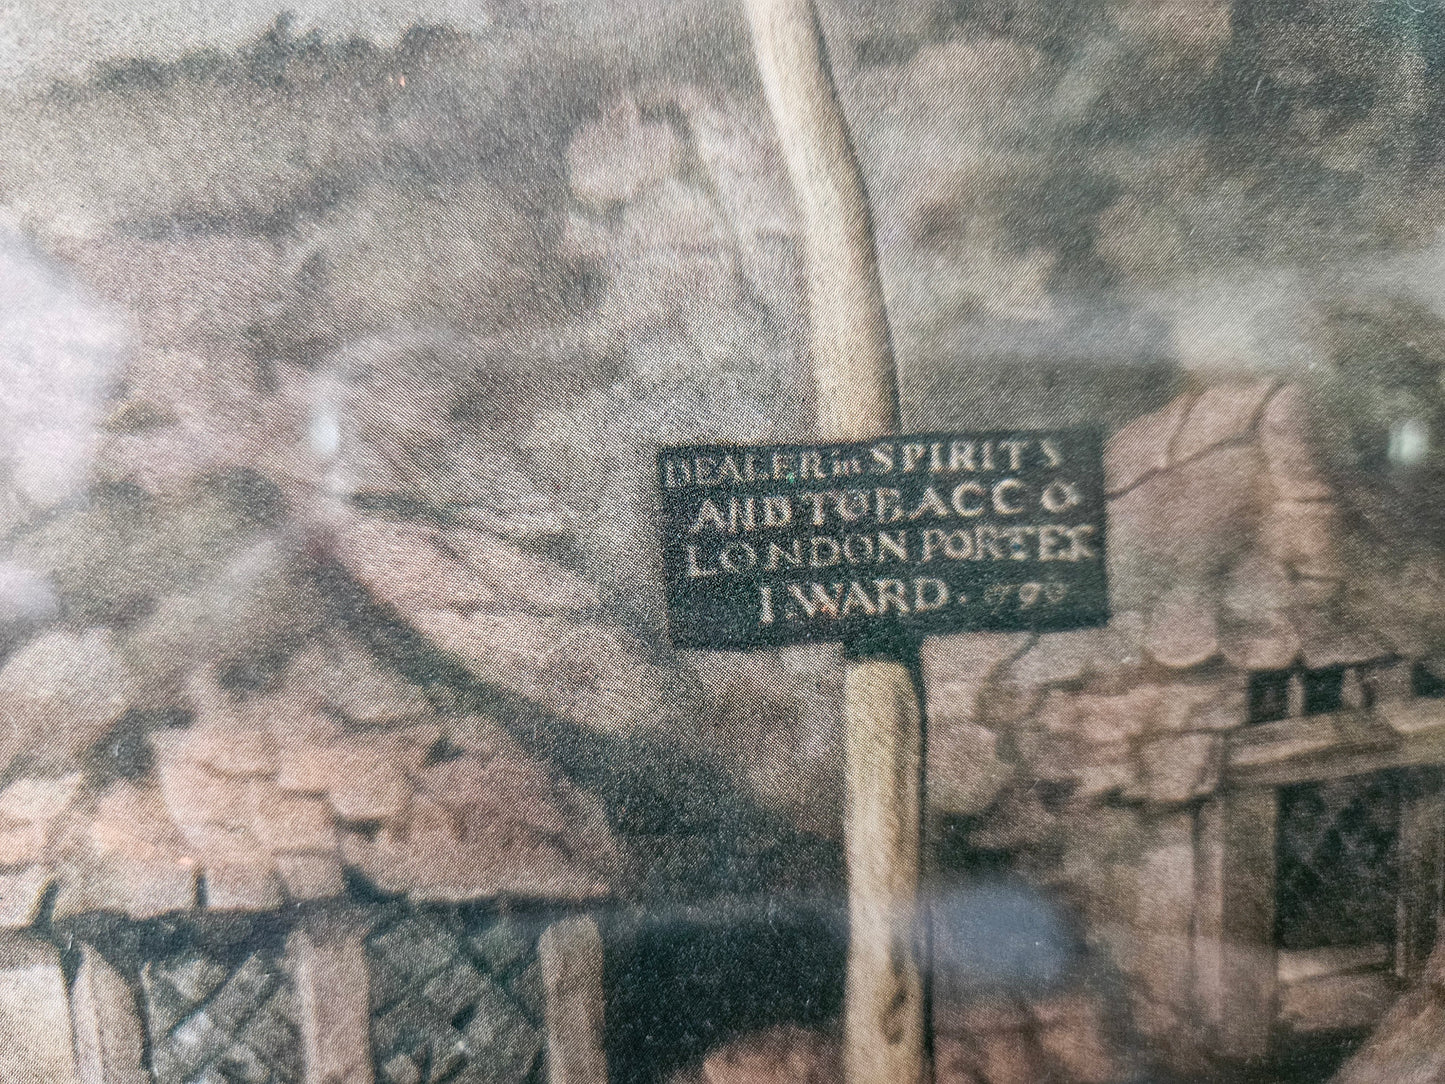 DEALER in SPIRITS
AND TOBACCO &
LONDON PORTER
I. WARD.